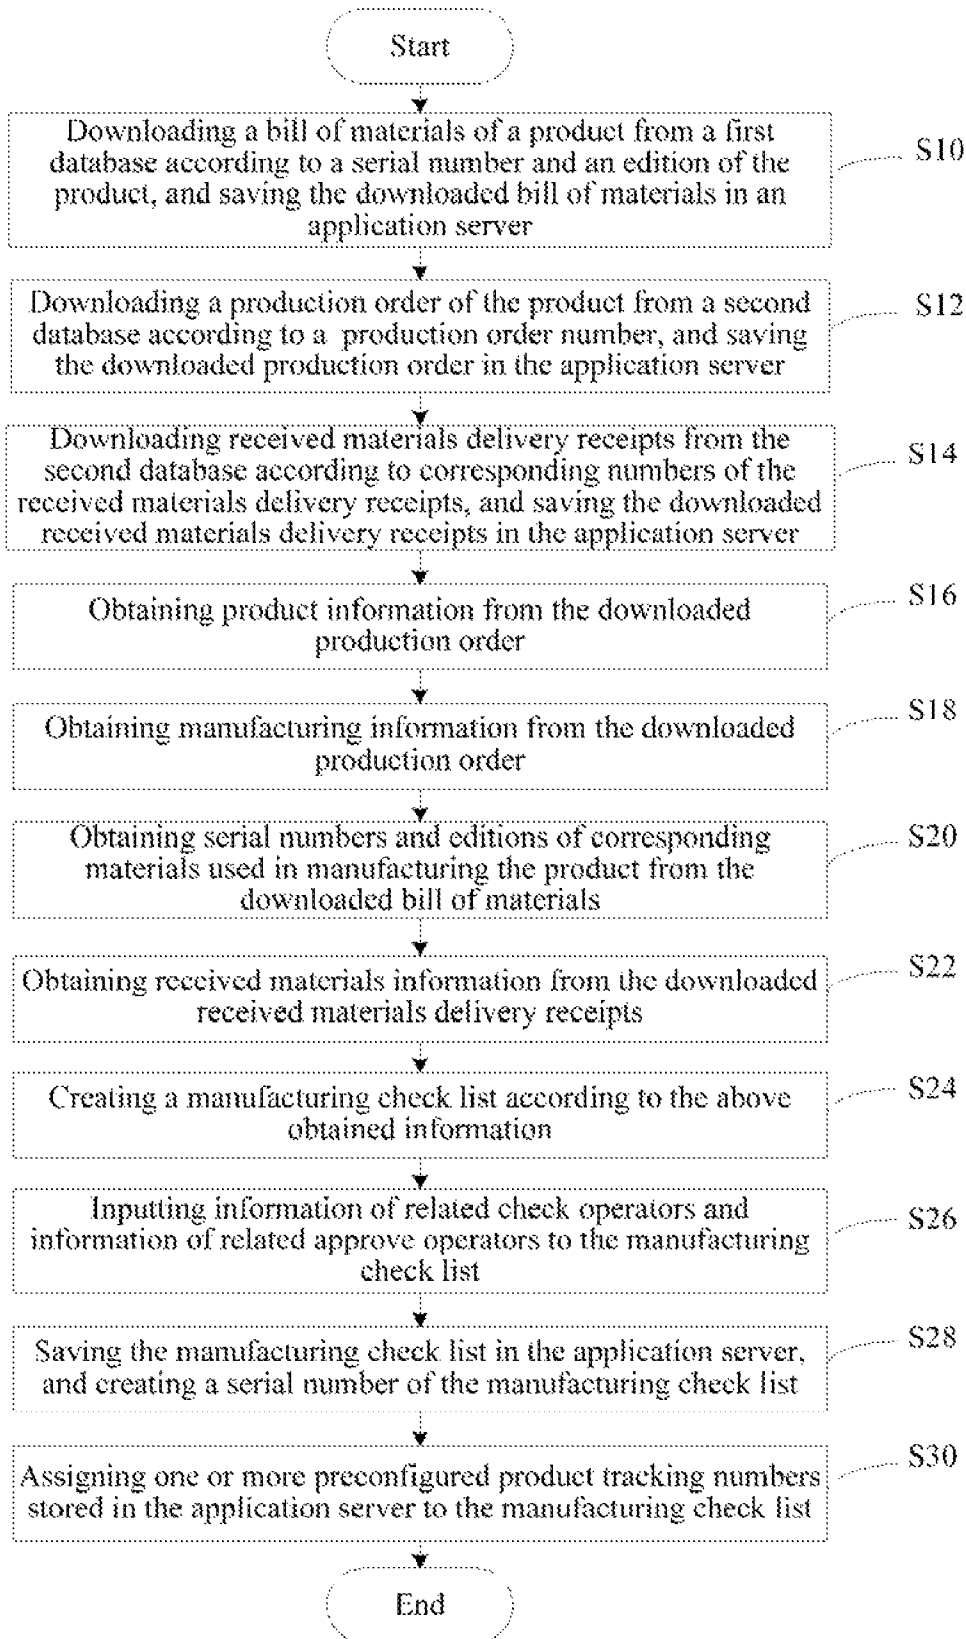 Start
Downloading a bill of materials of a product from a first
database according to a serial number and an edition of the
product, and saving the downloaded bill of materials in an
application server
S10
Downloading a production order of the product from a second
database according to a production order number, and saving
the downloaded production order in the application server
S12
Downloading received materials delivery receipts from the
second database according to corresponding numbers of the
received materials delivery receipts, and saving the downloaded
received materials delivery receipts in the application server
S14
Obtaining product information from the downloaded
production order
S16
Obtaining manufacturing information from the downloaded
production order
S18
Obtaining serial numbers and editions of corresponding
materials used in manufacturing the product from the
downloaded bill of materials
S20
Obtaining received materials information from the downloaded
received materials delivery receipts
S22
Creating a manufacturing check list according to the above
obtained information
S24
Inputting information of related check operators and
information of related approve operators to the manufacturing
check list
S26
Saving the manufacturing check list in the application server,
and creating a serial number of the manufacturing check list
S28
Assigning one or more preconfigured product tracking numbers
stored in the application server to the manufacturing check list
S30
End